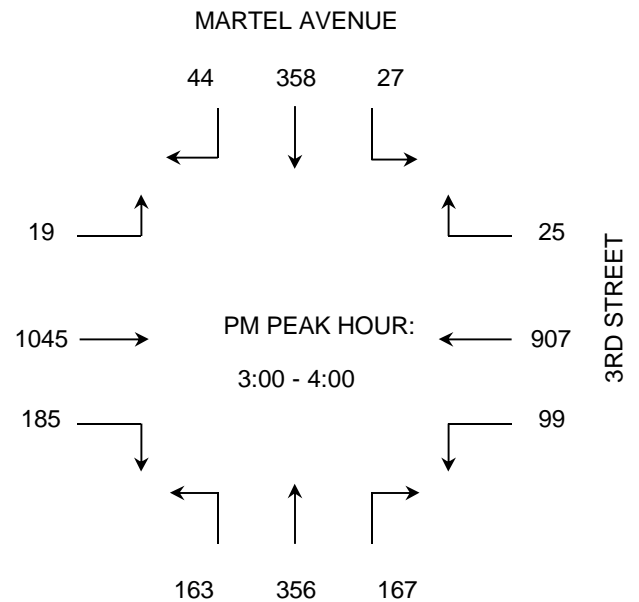 MARTEL AVENUE
44 358 27
19 25
3RD STREET
PM PEAK HOUR:
1045 907
3:00 - 4:00
185 99
163 356 167